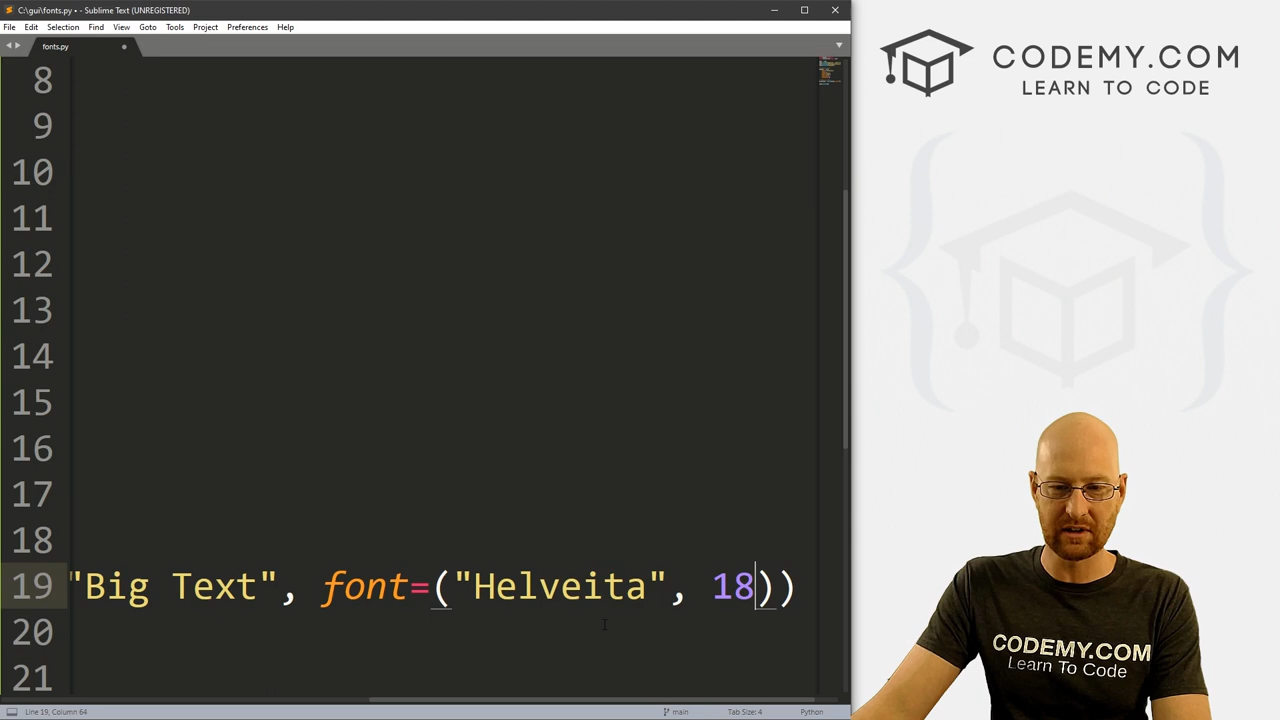 C:\gui\fonts.py • - Sublime Text (UNREGISTERED)
File Edit Selection Find View Goto Tools Project Preferences Help
fonts.py
8
9
10
11
12
13
14
15
16
17
18
19 "Big Text", font=("Helveita", 18))
20
21
Line 19, Column 64 main Tab Size: 4 Python
CODEMY.COM
LEARN TO CODE
CODEMY.COM
Learn To Code